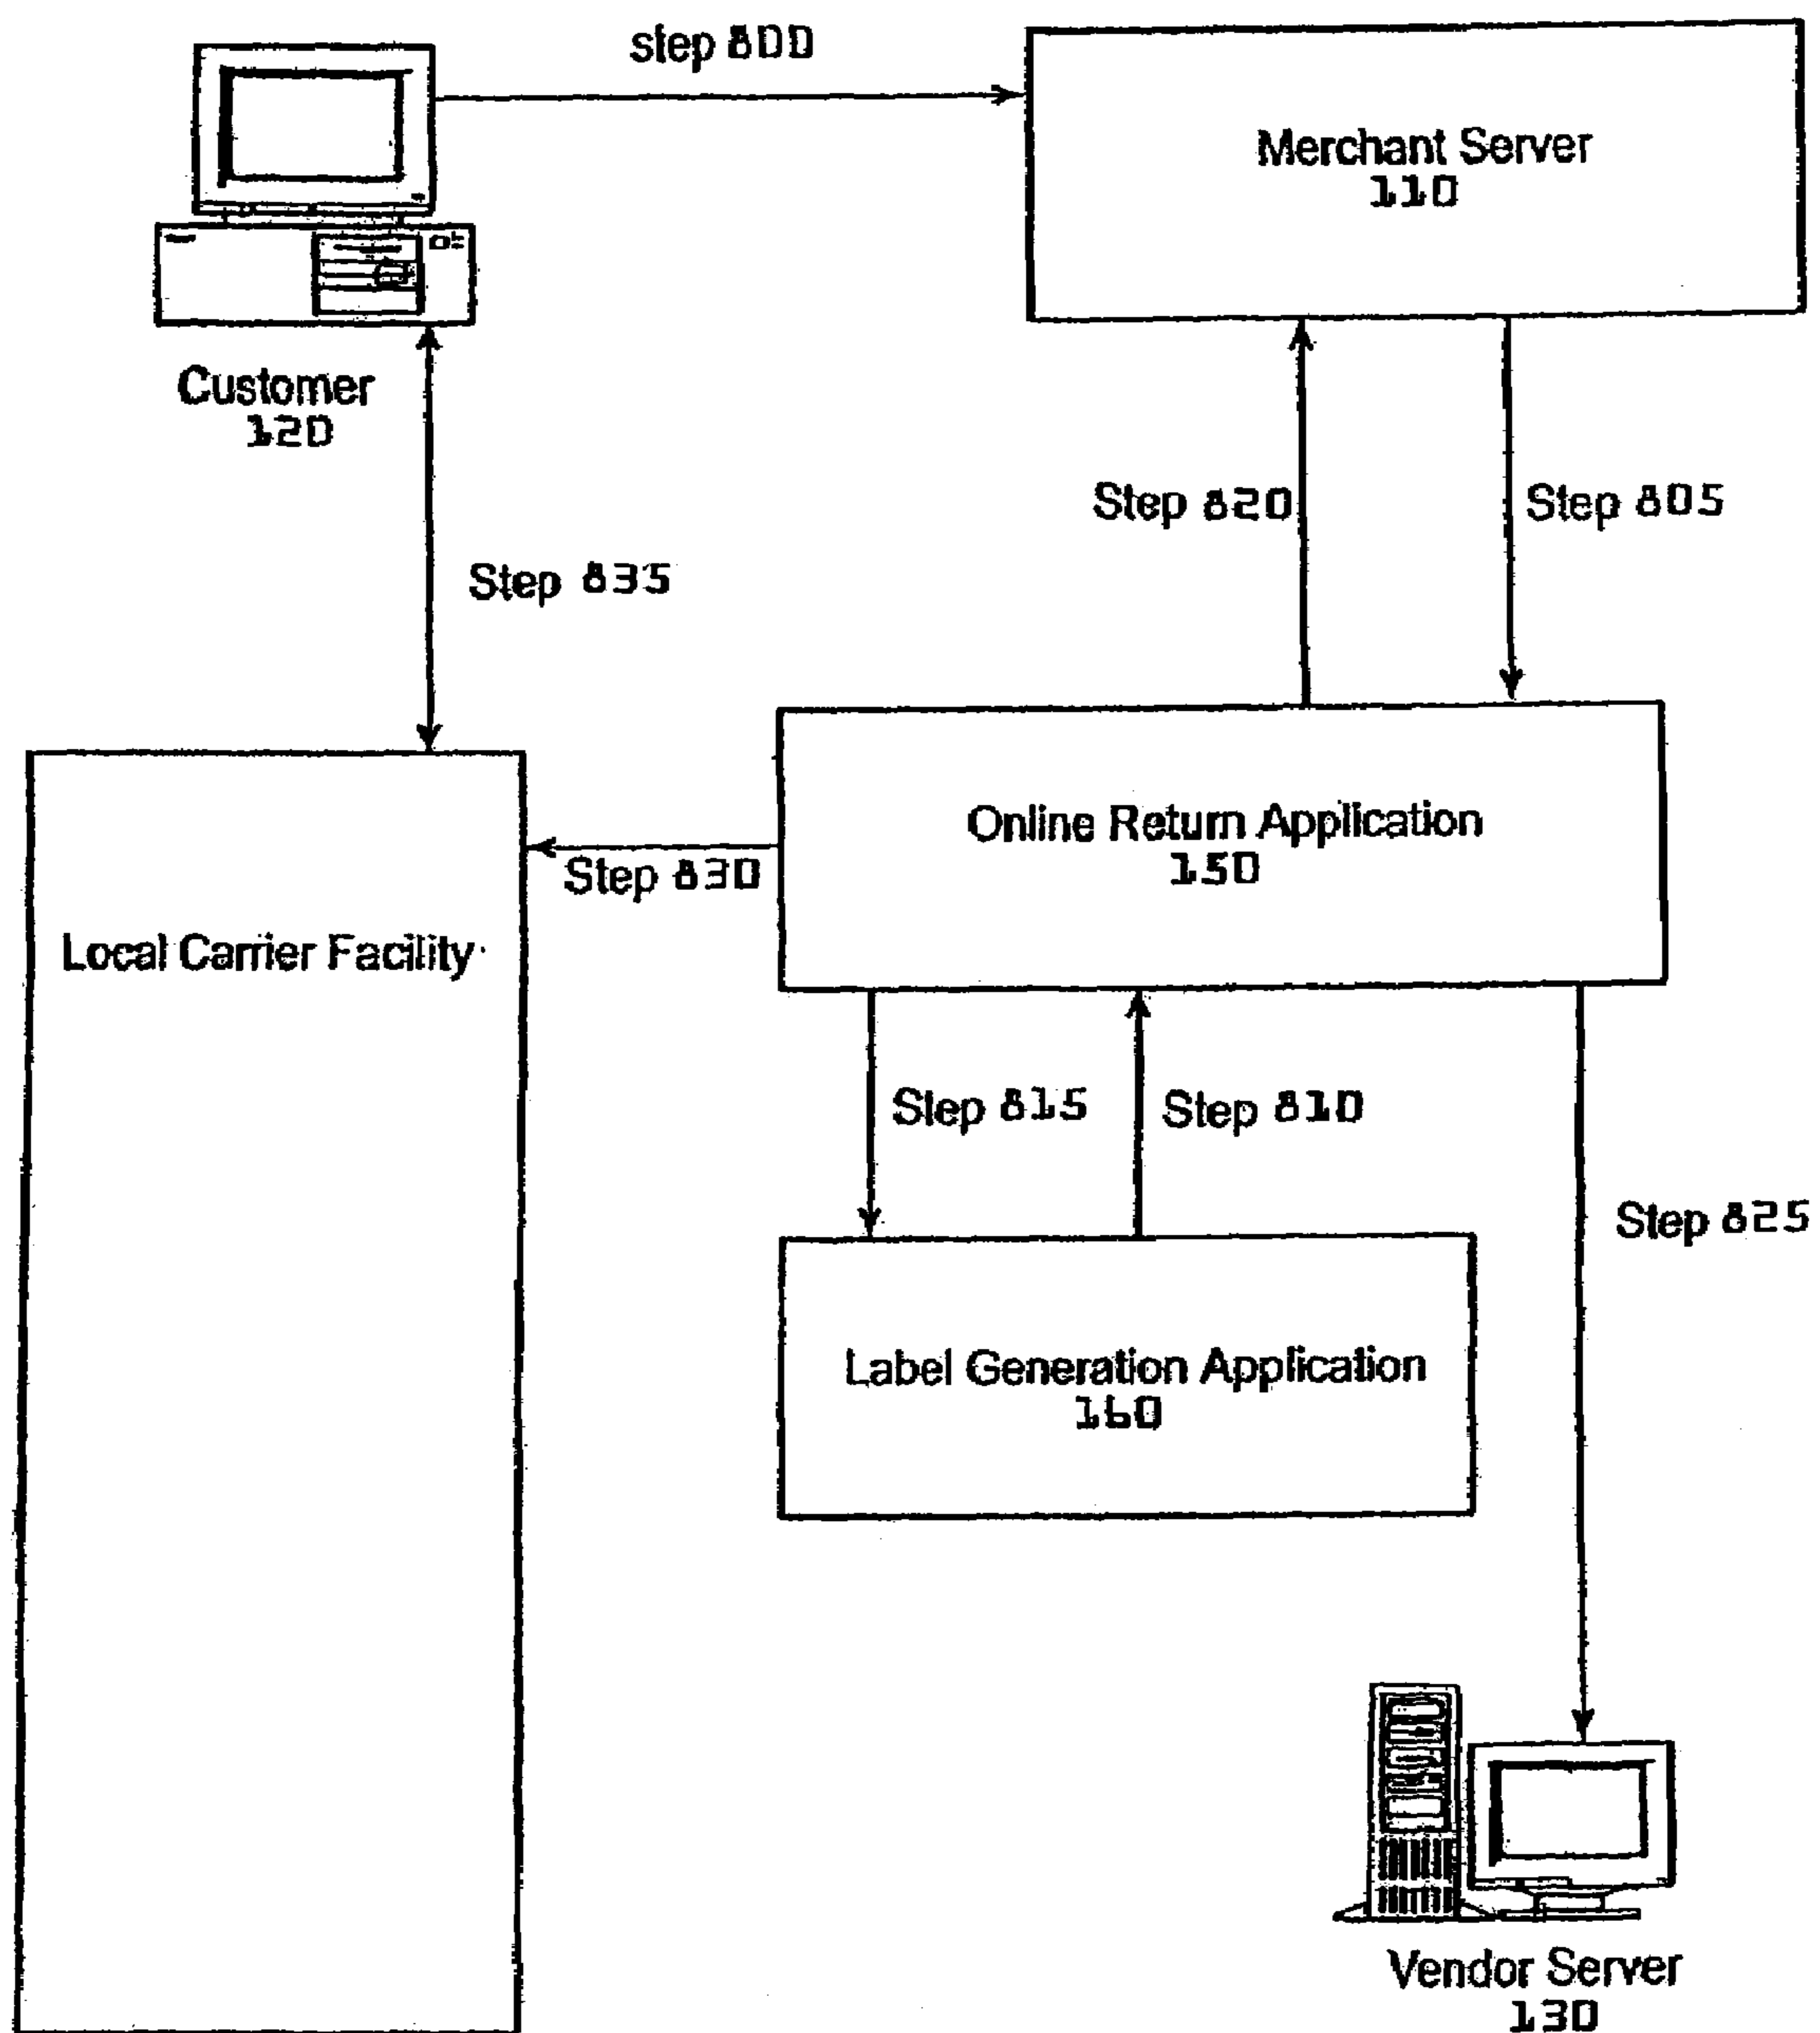 step 800
Merchant Server
110
Customer
120
Step 820
Step 805
Step 835
Online Return Application
150
Step 830
Local Carrier Facility
Step 815
Step 810
Step 825
Label Generation Application
160
Vendor Server
130